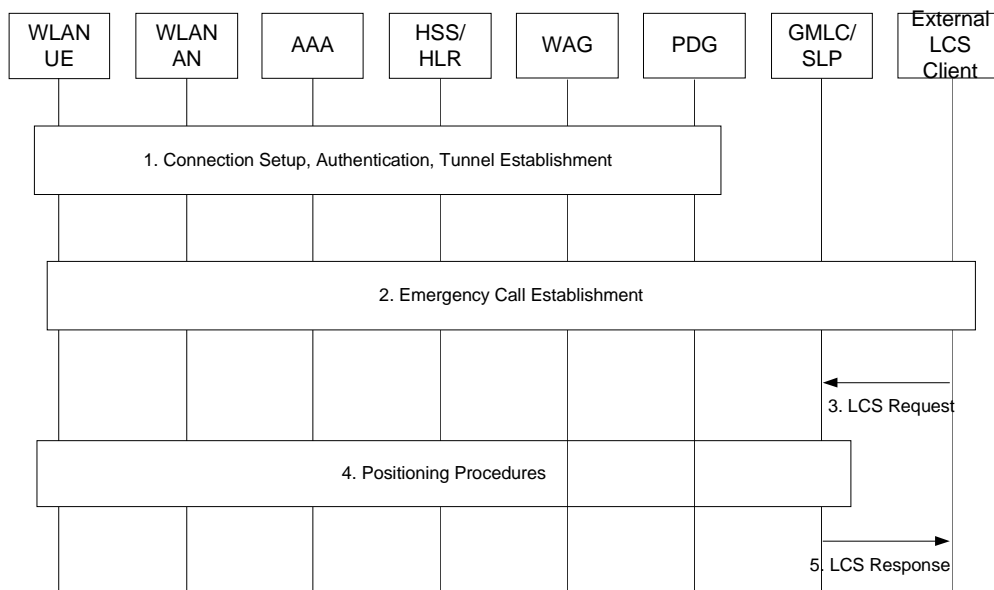 WLAN
UE
WLAN
AN
AAA
HSS/
HLR
WAG
PDG
GMLC/
SLP
External
LCS
Client
1. Connection Setup, Authentication, Tunnel Establishment
2. Emergency Call Establishment
3. LCS Request
4. Positioning Procedures
5. LCS Response